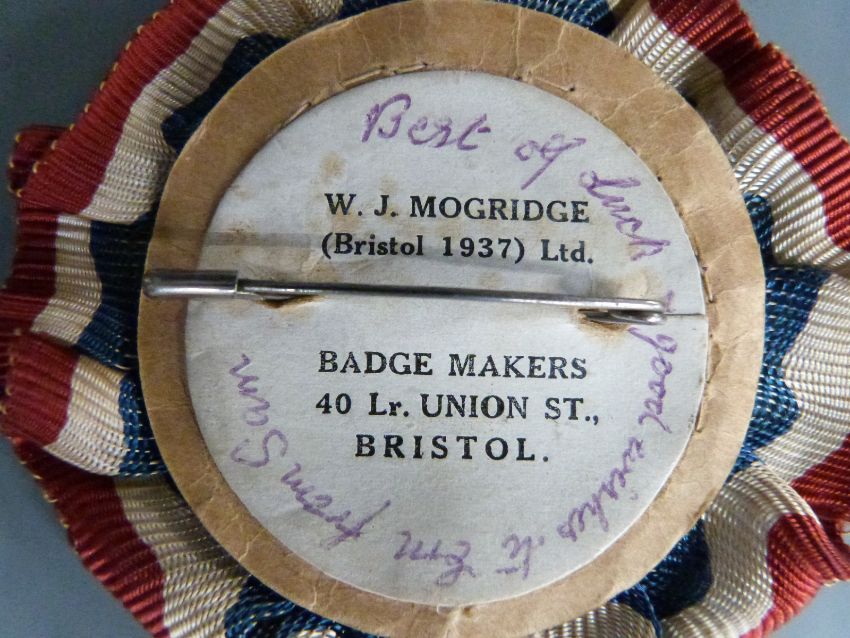 W. J. MOGRIDGE
(Bristol 1937) Ltd.
BADGE MAKERS
40 Lr. UNION ST.,
BRISTOL.
Best of luck & good wishes to Em from Sam